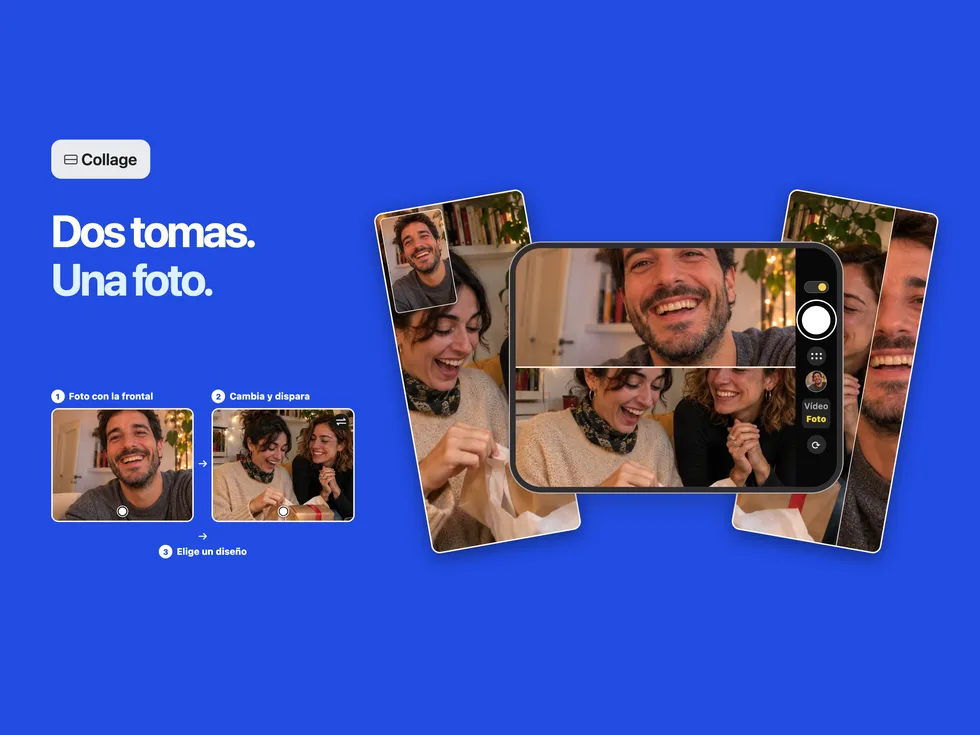 Collage
Dos tomas.
Una foto.
1 Foto con la frontal
2 Cambia y dispara
3 Elige un diseño
Vídeo
Foto